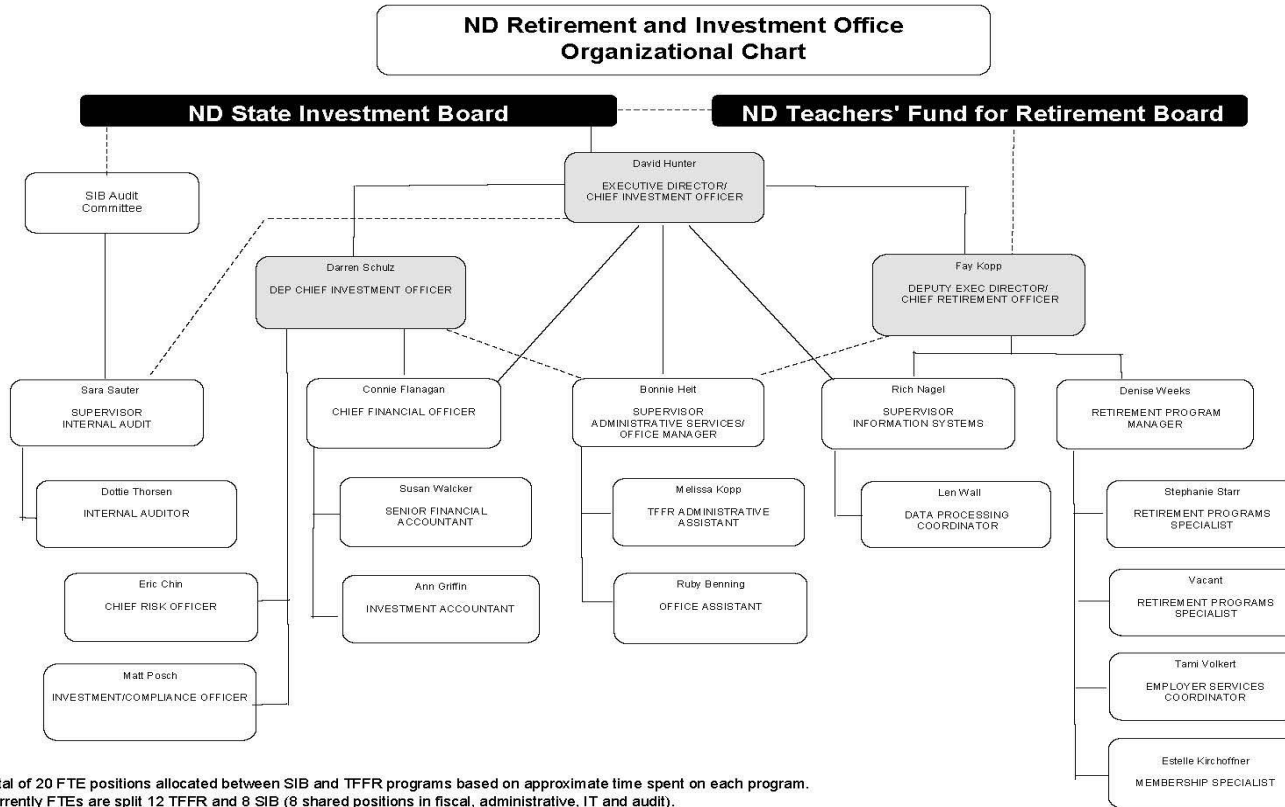 ND Retirement and Investment Office
Organizational Chart
ND State Investment Board
ND Teachers' Fund for Retirement Board
David Hunter
EXECUTIVE DIRECTOR/
CHIEF INVESTMENT OFFICER
SIB Audit
Committee
Darren Schulz
DEP CHIEF INVESTMENT OFFICER
Fay Kopp
DEPUTY EXEC DIRECTOR/
CHIEF RETIREMENT OFFICER
Sara Sauter
SUPERVISOR
INTERNAL AUDIT
Connie Flanagan
CHIEF FINANCIAL OFFICER
Bonnie Heit
SUPERVISOR
ADMINISTRATIVE SERVICES/
OFFICE MANAGER
Rich Nagel
SUPERVISOR
INFORMATION SYSTEMS
Denise Weeks
RETIREMENT PROGRAM
MANAGER
Dottie Thorsen
INTERNAL AUDITOR
Susan Walcker
SENIOR FINANCIAL
ACCOUNTANT
Melissa Kopp
TFFR ADMINISTRATIVE
ASSISTANT
Len Wall
DATA PROCESSING
COORDINATOR
Stephanie Starr
RETIREMENT PROGRAMS
SPECIALIST
Eric Chin
CHIEF RISK OFFICER
Ann Griffin
INVESTMENT ACCOUNTANT
Ruby Benning
OFFICE ASSISTANT
Vacant
RETIREMENT PROGRAMS
SPECIALIST
Matt Posch
INVESTMENT/COMPLIANCE OFFICER
Tami Volkert
EMPLOYER SERVICES
COORDINATOR
Estelle Kirchoffner
MEMBERSHIP SPECIALIST
tal of 20 FTE positions allocated between SIB and TFFR programs based on approximate time spent on each program.
rrently FTEs are split 12 TFFR and 8 SIB (8 shared positions in fiscal, administrative, IT and audit).